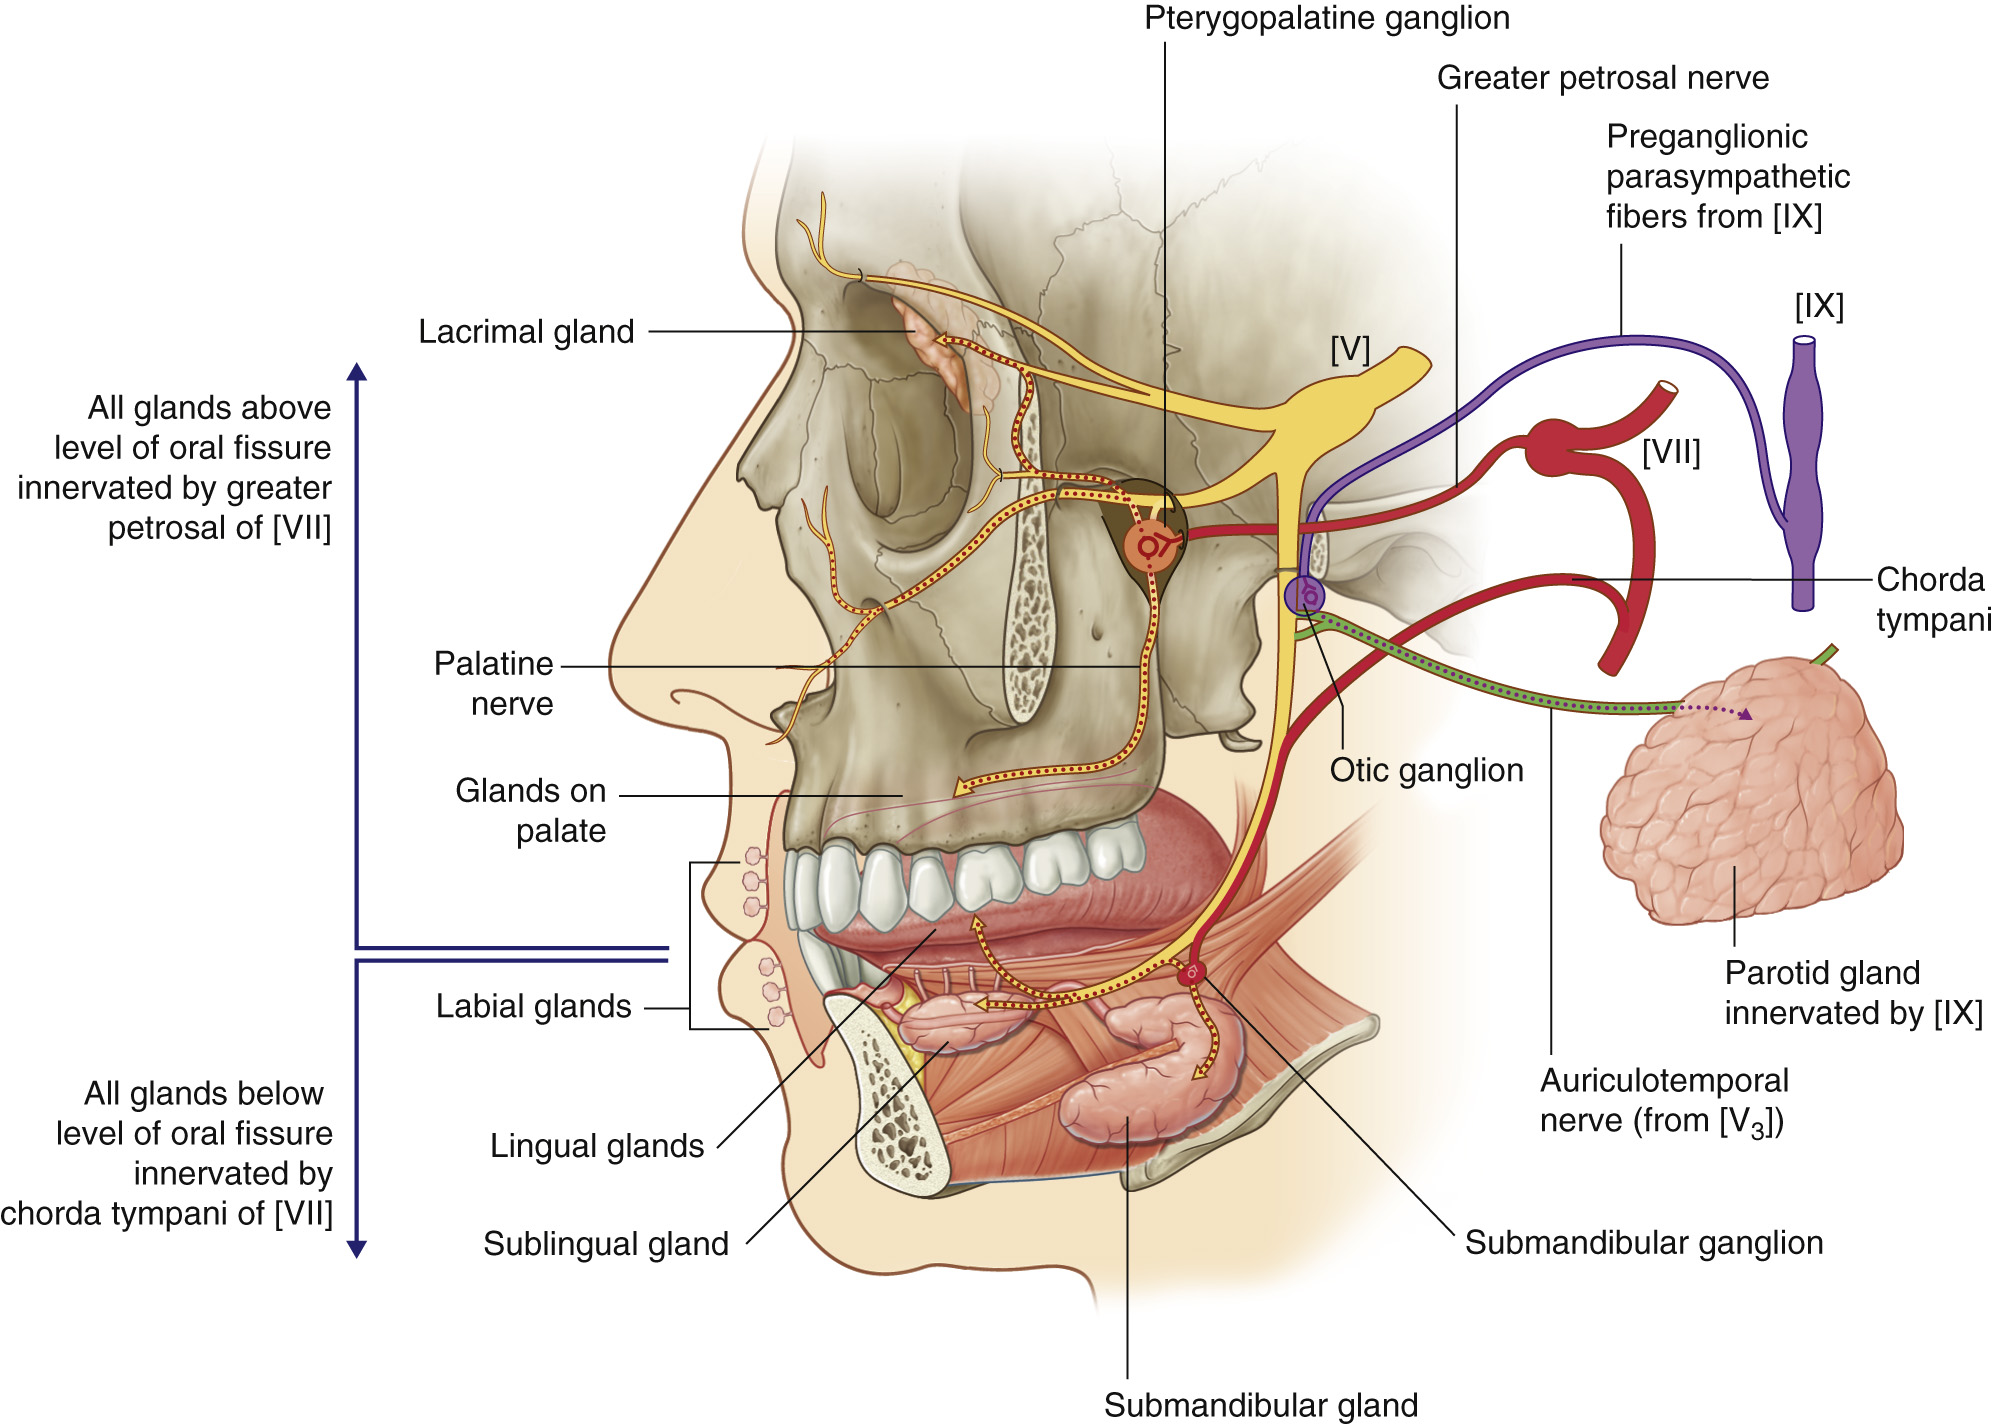 Pterygopalatine ganglion
Greater petrosal nerve
Preganglionic
parasympathetic
fibers from [IX]
[IX]
Lacrimal gland
[V]
All glands above
level of oral fissure
innervated by greater
petrosal of [VII]
[VII]
Chorda
tympani
Palatine
nerve
Otic ganglion
Glands on
palate
Parotid gland
innervated by [IX]
Labial glands
Auriculotemporal
nerve (from [V3])
All glands below
level of oral fissure
innervated by
chorda tympani of [VII]
Lingual glands
Sublingual gland
Submandibular ganglion
Submandibular gland